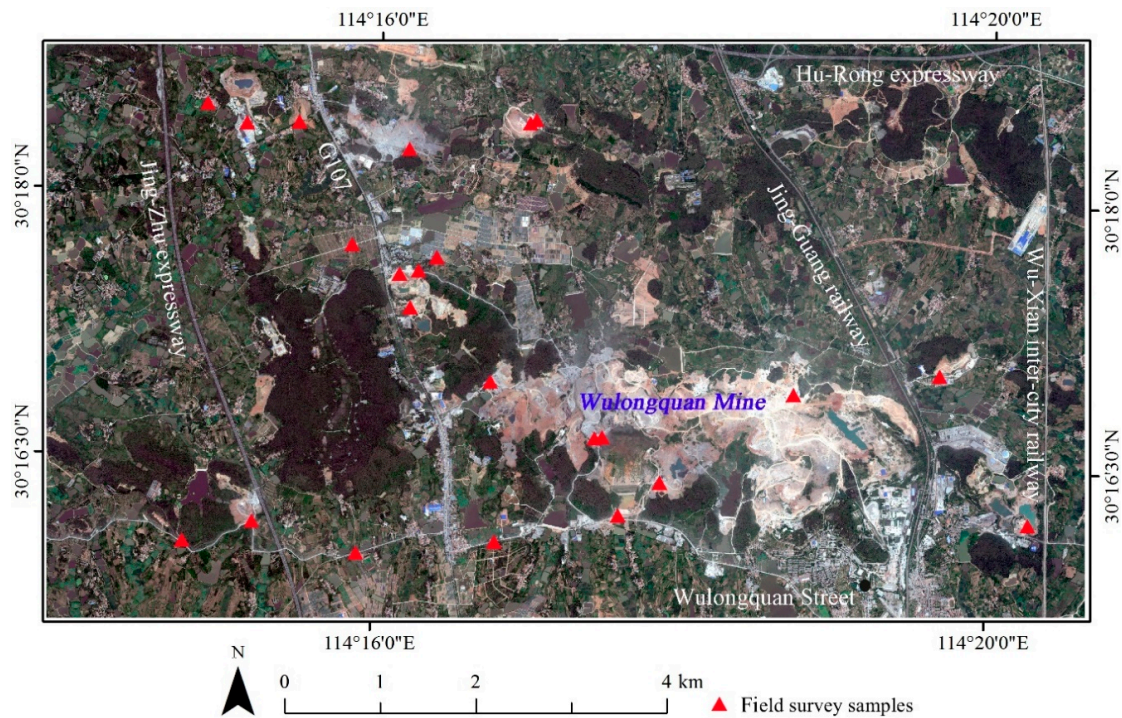 114°16'0"E
114°20'0"E
Hu-Rong expressway
G107
Jing-Zhu expressway
Jing-Guang railway
Wu-Xian inter-city railway
30°18'0"N
30°18'0"N
Wulongquan Mine
30°16'30"N
30°16'30"N
Wulongquan Street
114°16'0"E
114°20'0"E
N
0 1 2 4 km
Field survey samples